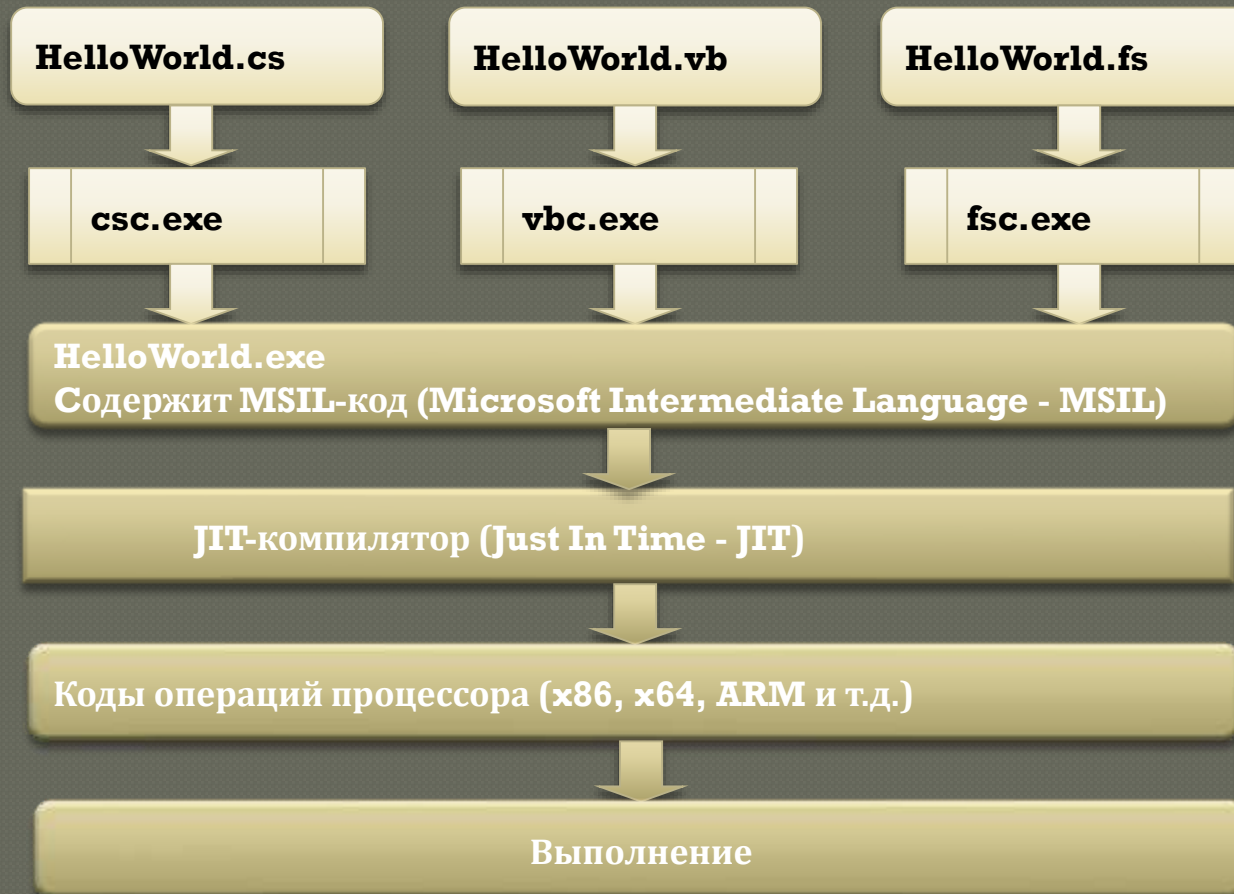 HelloWorld.cs
HelloWorld.vb
HelloWorld.fs
csc.exe
vbc.exe
fsc.exe
HelloWorld.exe
Содержит MSIL-код (Microsoft Intermediate Language - MSIL)
JIT-компилятор (Just In Time - JIT)
Коды операций процессора (x86, x64, ARM и т.д.)
Выполнение